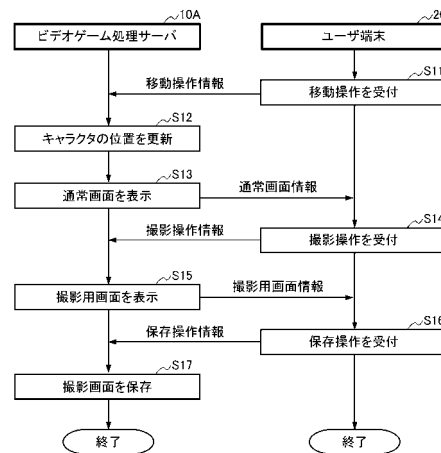 10A
20
ビデオゲーム処理サーバ
ユーザ端末
S11
移動操作情報
移動操作を受付
S12
キャラクタの位置を更新
S13
通常画面を表示
通常画面情報
S14
撮影操作情報
撮影操作を受付
S15
撮影用画面を表示
撮影用画面情報
S16
保存操作情報
保存操作を受付
S17
撮影画面を保存
終了
終了